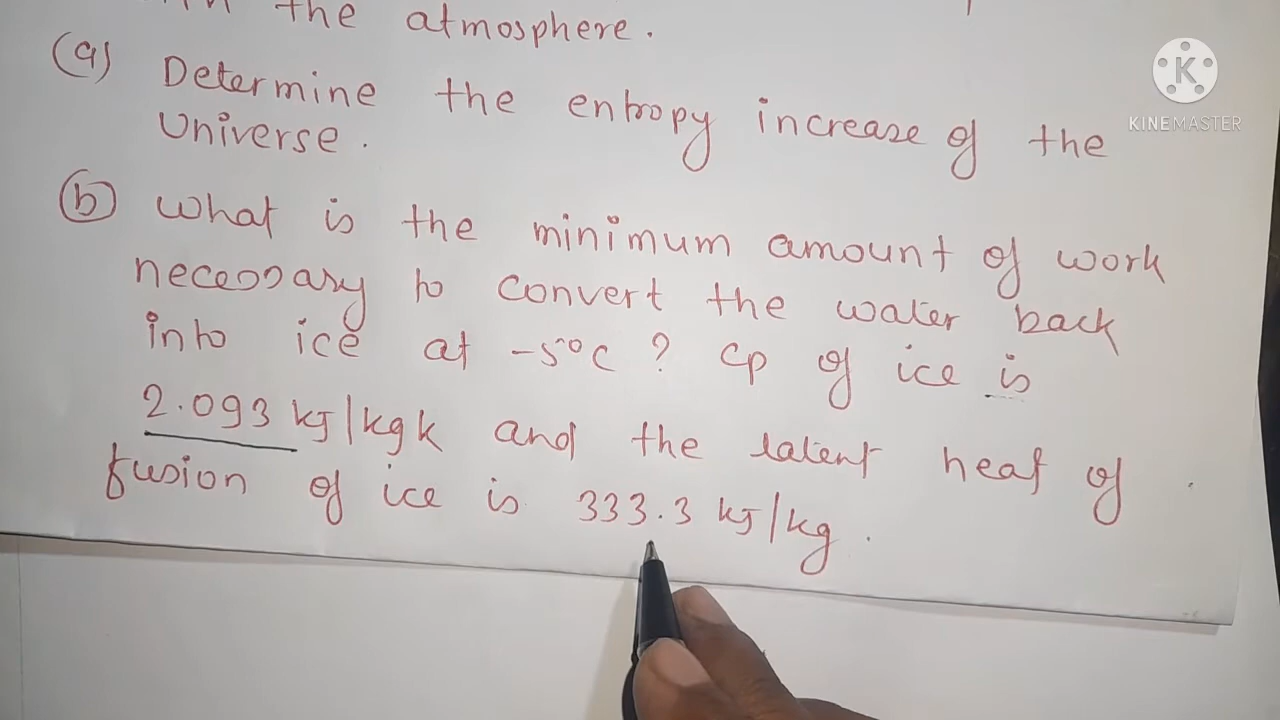 the atmosphere.
(a) Determine the entropy increase of the
Universe.
(b) What is the minimum amount of work
necessary to convert the water back
into ice at -5°C ? Cp of ice is
2.093 kJ/kgK and the latent heat of
fusion of ice is 333.3 kJ/kg.
K
KINEMASTER